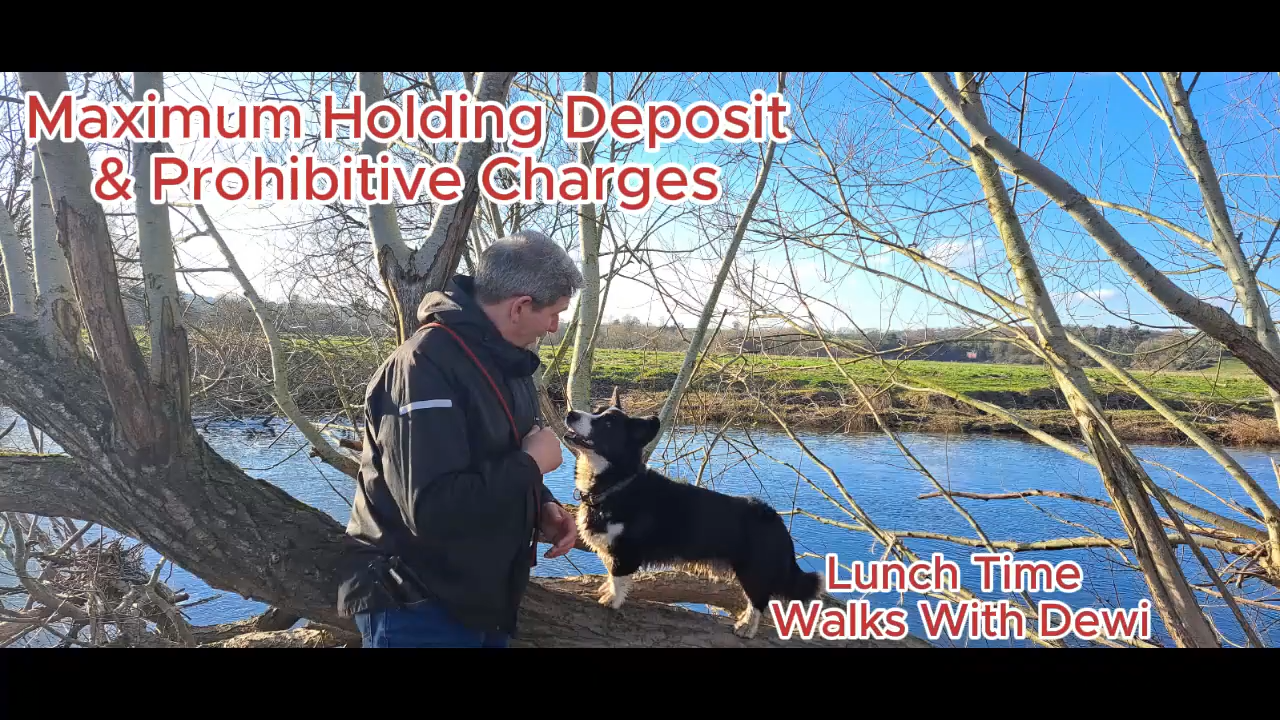 Maximum Holding Deposit
& Prohibitive Charges
Lunch Time
Walks With Dewi